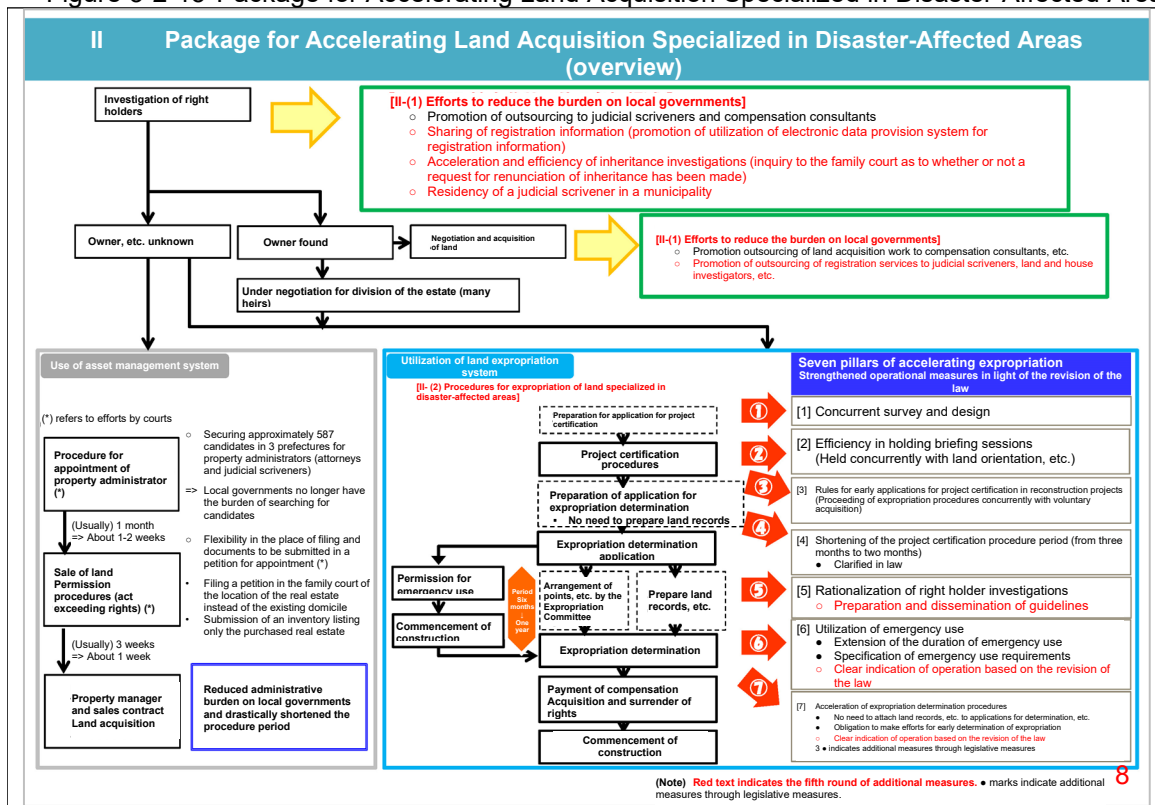 Figure 3-2-15 Package for Accelerating Land Acquisition Specialized in Disaster-Affected Areas
II Package for Accelerating Land Acquisition Specialized in Disaster-Affected Areas
(overview)
Investigation of right
holders
[II-(1) Efforts to reduce the burden on local governments]
○ Promotion of outsourcing to judicial scriveners and compensation consultants
○ Sharing of registration information (promotion of utilization of electronic data provision system for
registration information)
○ Acceleration and efficiency of inheritance investigations (inquiry to the family court as to whether or not a
request for renunciation of inheritance has been made)
○ Residency of a judicial scrivener in a municipality
Owner, etc. unknown
Owner found
Negotiation and acquisition
of land
[II-(1) Efforts to reduce the burden on local governments]
○ Promotion outsourcing of land acquisition work to compensation consultants, etc.
○ Promotion of outsourcing of registration services to judicial scriveners, land and house
investigators, etc.
Under negotiation for division of the estate (many
heirs)
Use of asset management system
(*) refers to efforts by courts
Procedure for
appointment of
property administrator
(*)
(Usually) 1 month
=> About 1-2 weeks
Sale of land
Permission
procedures (act
exceeding rights) (*)
(Usually) 3 weeks
=> About 1 week
Property manager
and sales contract
Land acquisition
○ Securing approximately 587
candidates in 3 prefectures for
property administrators (attorneys
and judicial scriveners)
=> Local governments no longer have
the burden of searching for
candidates
○ Flexibility in the place of filing and
documents to be submitted in a
petition for appointment (*)
• Filing a petition in the family court of
the location of the real estate
instead of the existing domicile
• Submission of an inventory listing
only the purchased real estate
Reduced administrative
burden on local governments
and drastically shortened the
procedure period
Utilization of land expropriation
system
[II- (2) Procedures for expropriation of land specialized in
disaster-affected areas]
Preparation for application for project
certification
Project certification
procedures
Preparation of application for
expropriation determination
• No need to prepare land records
Expropriation determination
application
Permission for
emergency use
Commencement of
construction
Period
Six
months
↓
One
year
Arrangement of
points, etc. by the
Expropriation
Committee
Prepare land
records, etc.
Expropriation determination
Payment of compensation
Acquisition and surrender of
rights
Commencement of
construction
Seven pillars of accelerating expropriation
Strengthened operational measures in light of the revision of the
law
①
[1] Concurrent survey and design
②
[2] Efficiency in holding briefing sessions
(Held concurrently with land orientation, etc.)
③
[3] Rules for early applications for project certification in reconstruction projects
(Proceeding of expropriation procedures concurrently with voluntary
acquisition)
④
[4] Shortening of the project certification procedure period (from three
months to two months)
● Clarified in law
⑤
[5] Rationalization of right holder investigations
○ Preparation and dissemination of guidelines
⑥
[6] Utilization of emergency use
● Extension of the duration of emergency use
● Specification of emergency use requirements
○ Clear indication of operation based on the revision of
the law
⑦
[7] Acceleration of expropriation determination procedures
● No need to attach land records, etc. to applications for determination, etc.
● Obligation to make efforts for early determination of expropriation
○ Clear indication of operation based on the revision of the law
3 ● indicates additional measures through legislative measures
(Note) Red text indicates the fifth round of additional measures. ● marks indicate additional
measures through legislative measures.
8